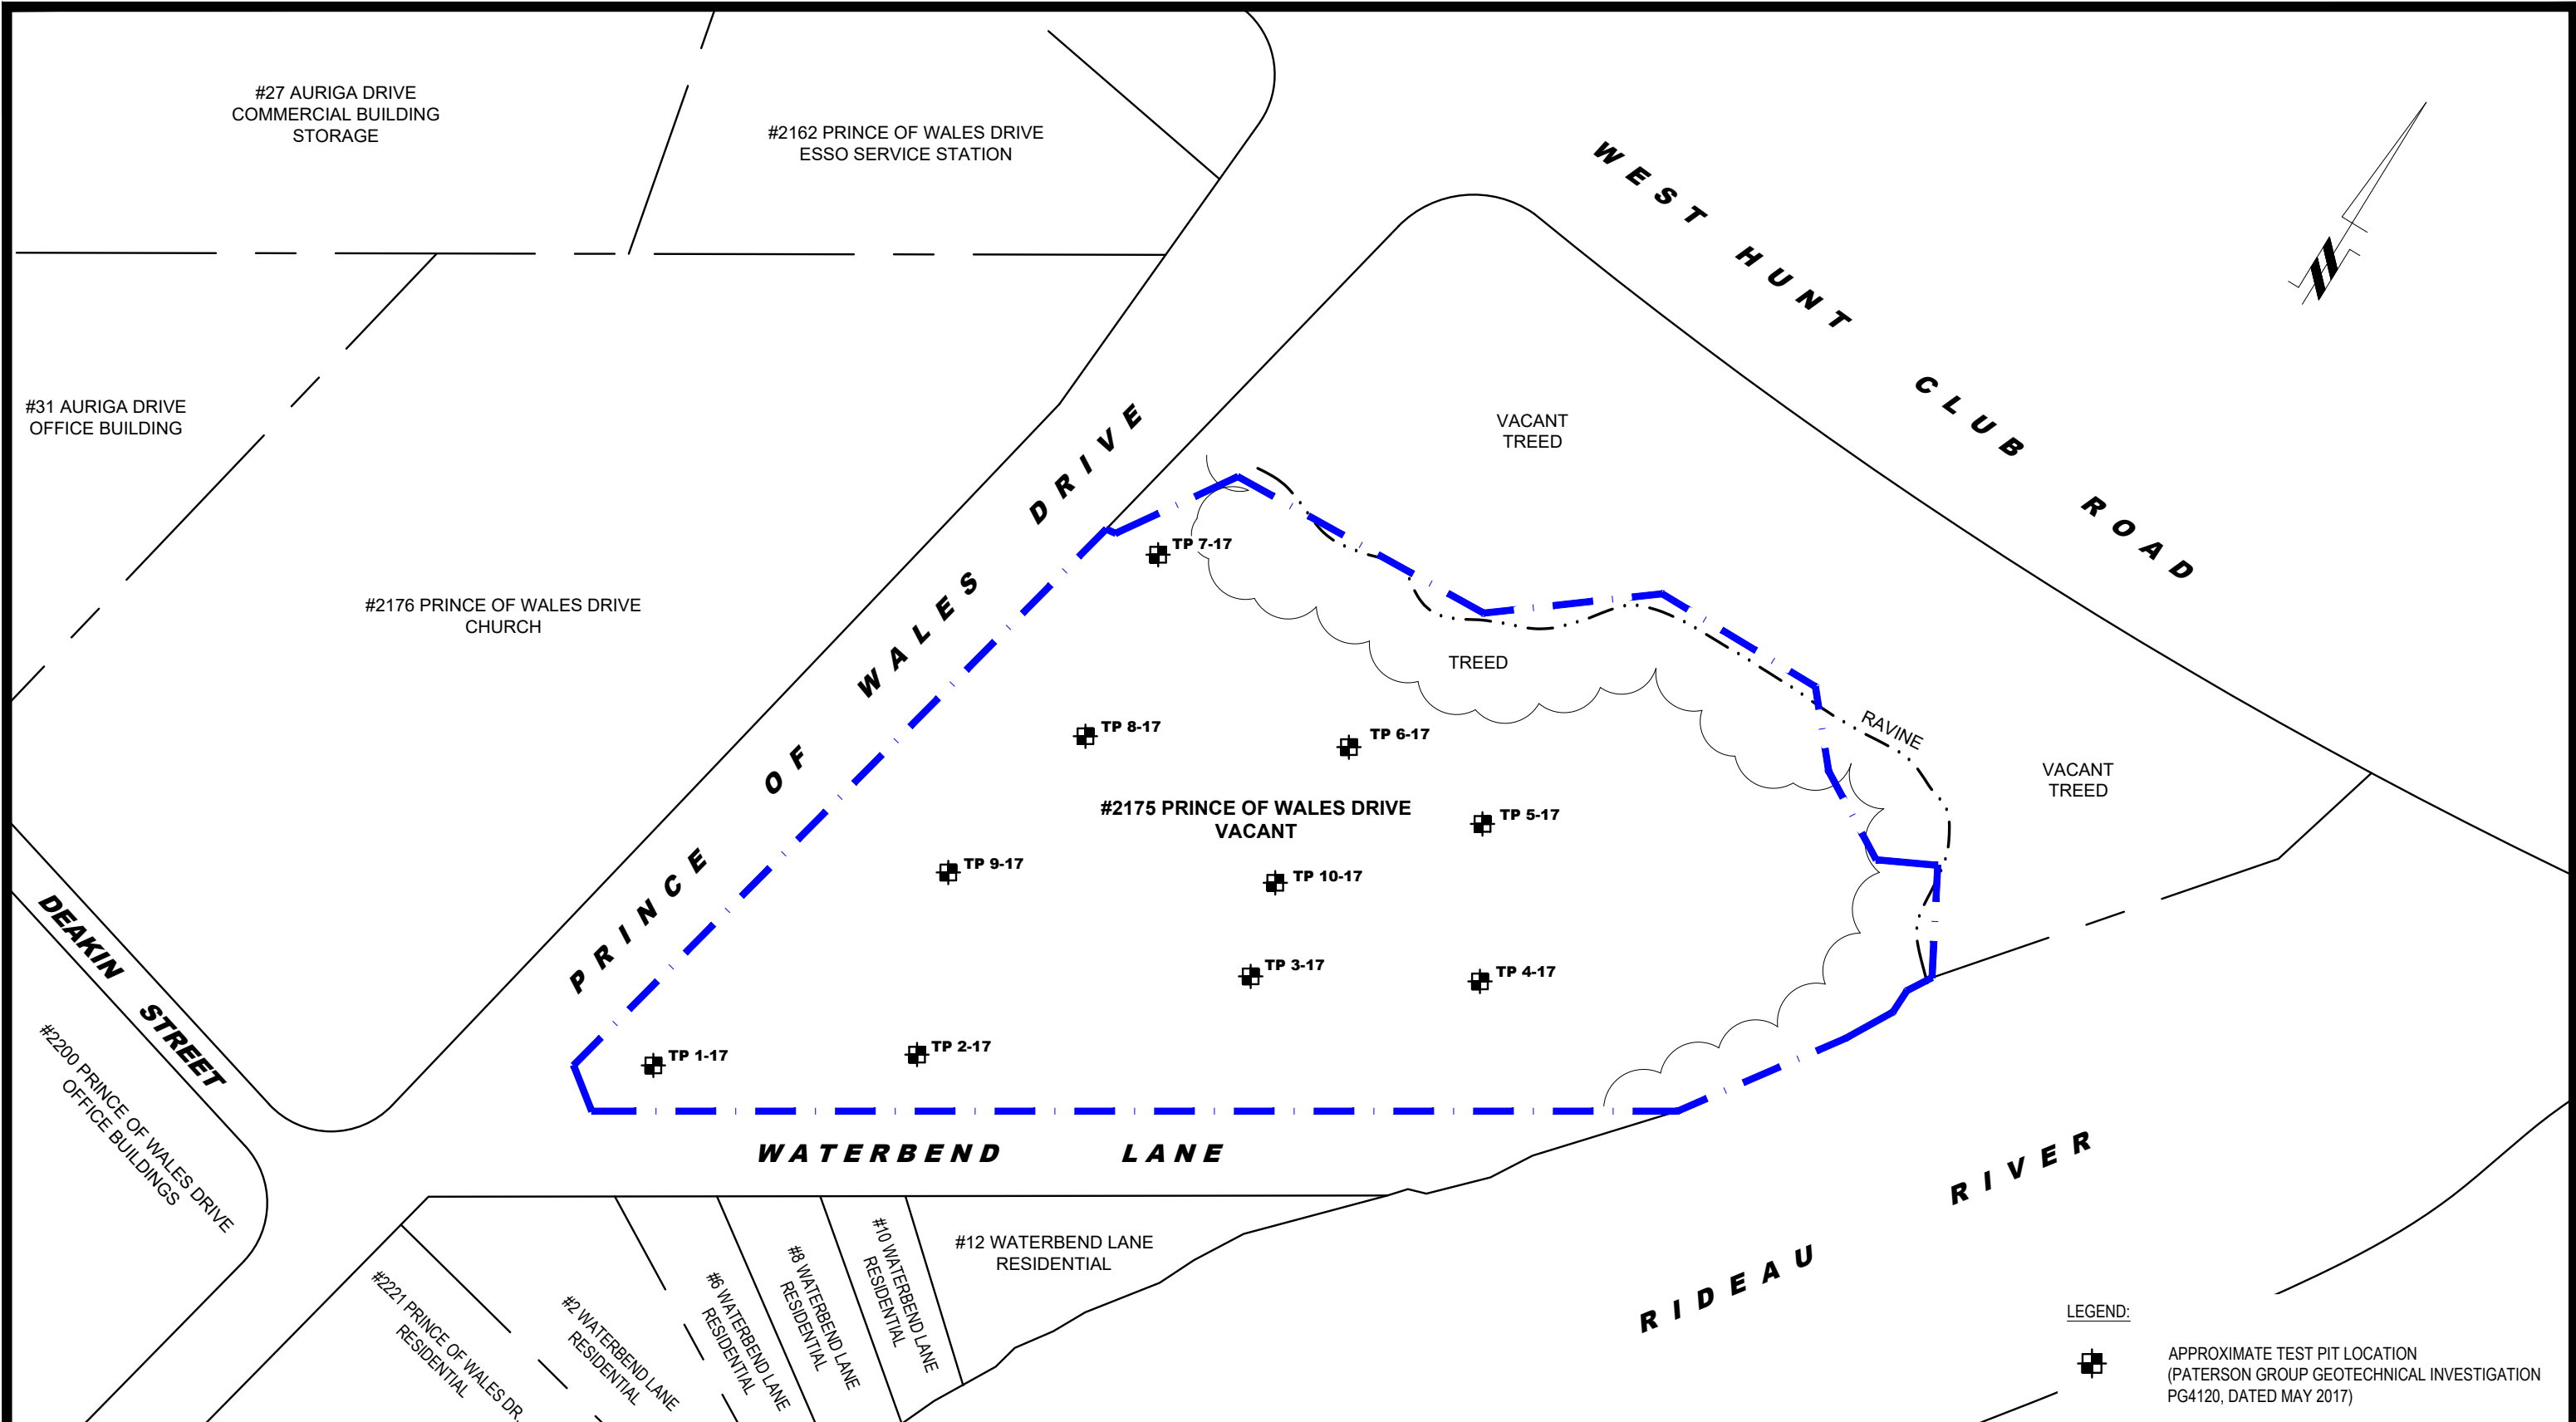 #27 AURIGA DRIVE
COMMERCIAL BUILDING
STORAGE
#2162 PRINCE OF WALES DRIVE
ESSO SERVICE STATION
WEST HUNT CLUB ROAD
N
#31 AURIGA DRIVE
OFFICE BUILDING
VACANT
TREED
PRINCE OF WALES DRIVE
#2176 PRINCE OF WALES DRIVE
CHURCH
TP 7-17
TREED
RAVINE
TP 8-17
TP 6-17
VACANT
TREED
#2175 PRINCE OF WALES DRIVE
VACANT
TP 5-17
TP 9-17
TP 10-17
TP 3-17
TP 4-17
TP 1-17
TP 2-17
DEAKIN STREET
#2200 PRINCE OF WALES DRIVE
OFFICE BUILDINGS
WATERBEND LANE
RIDEAU RIVER
#12 WATERBEND LANE
RESIDENTIAL
#10 WATERBEND LANE
RESIDENTIAL
#8 WATERBEND LANE
RESIDENTIAL
#6 WATERBEND LANE
RESIDENTIAL
#2 WATERBEND LANE
RESIDENTIAL
#2221 PRINCE OF WALES DR.
RESIDENTIAL
LEGEND:
APPROXIMATE TEST PIT LOCATION
(PATERSON GROUP GEOTECHNICAL INVESTIGATION
PG4120, DATED MAY 2017)